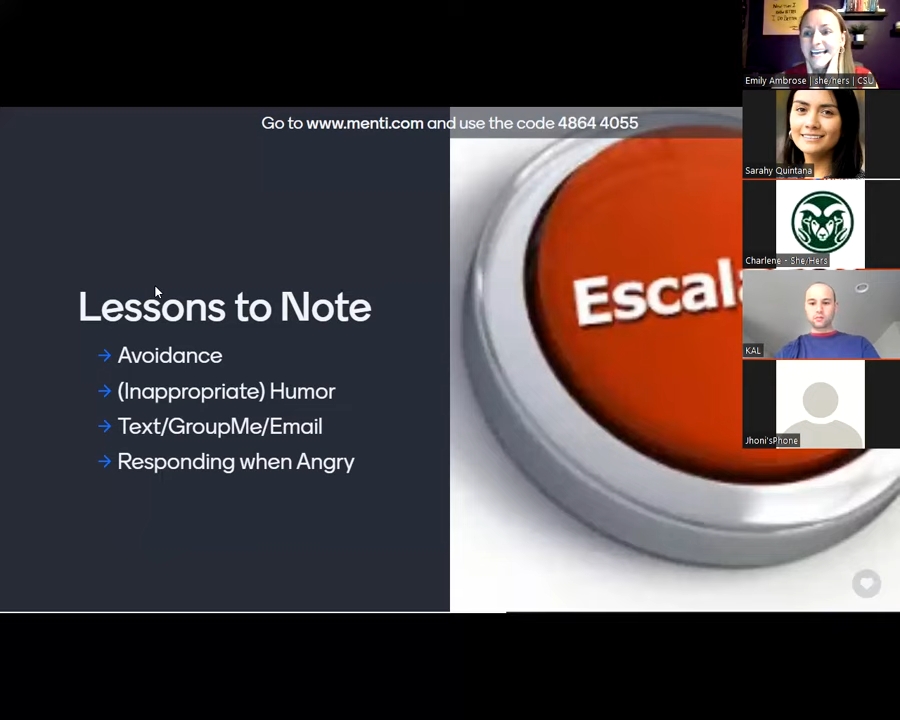 Go to www.menti.com and use the code 4864 4055
Lessons to Note
→ Avoidance
→ (Inappropriate) Humor
→ Text/GroupMe/Email
→ Responding when Angry
Escala
Emily Ambrose | she/hers | CSU
Sarahy Quintana
Charlene - She/Hers
KAL
Jhoni'sPhone